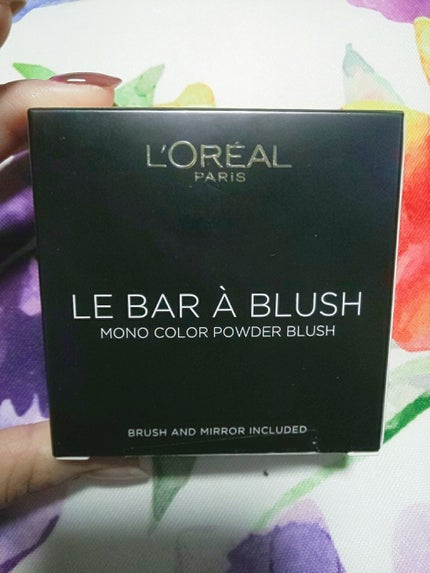 L'ORÉAL
PARIS
LE BAR À BLUSH
MONO COLOR POWDER BLUSH
BRUSH AND MIRROR INCLUDED